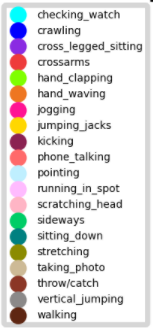 checking_watch
crawling
cross_legged_sitting
crossarms
hand_clapping
hand_waving
jogging
jumping_jacks
kicking
phone_talking
pointing
running_in_spot
scratching_head
sideways
sitting_down
stretching
taking_photo
throw/catch
vertical_jumping
walking